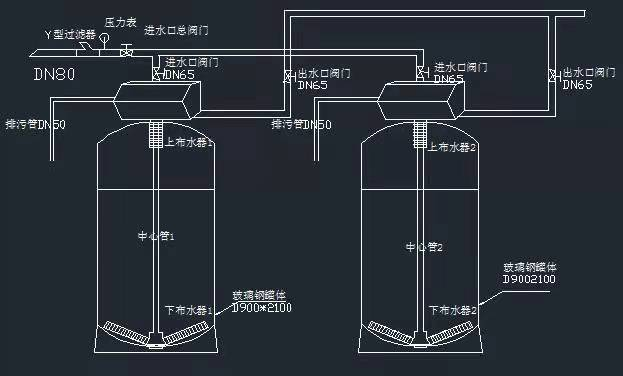 压力表
进水口总阀门
Y型过滤器
DN80
进水口阀门
DN65
出水口阀门
DN65
进水口阀门
DN65
出水口阀门
DN65
排污管DN50
排污管DN50
上布水器1
上布水器2
中心管1
中心管2
玻璃钢罐体
D900*2100
玻璃钢罐体
D9002100
下布水器1
下布水器2